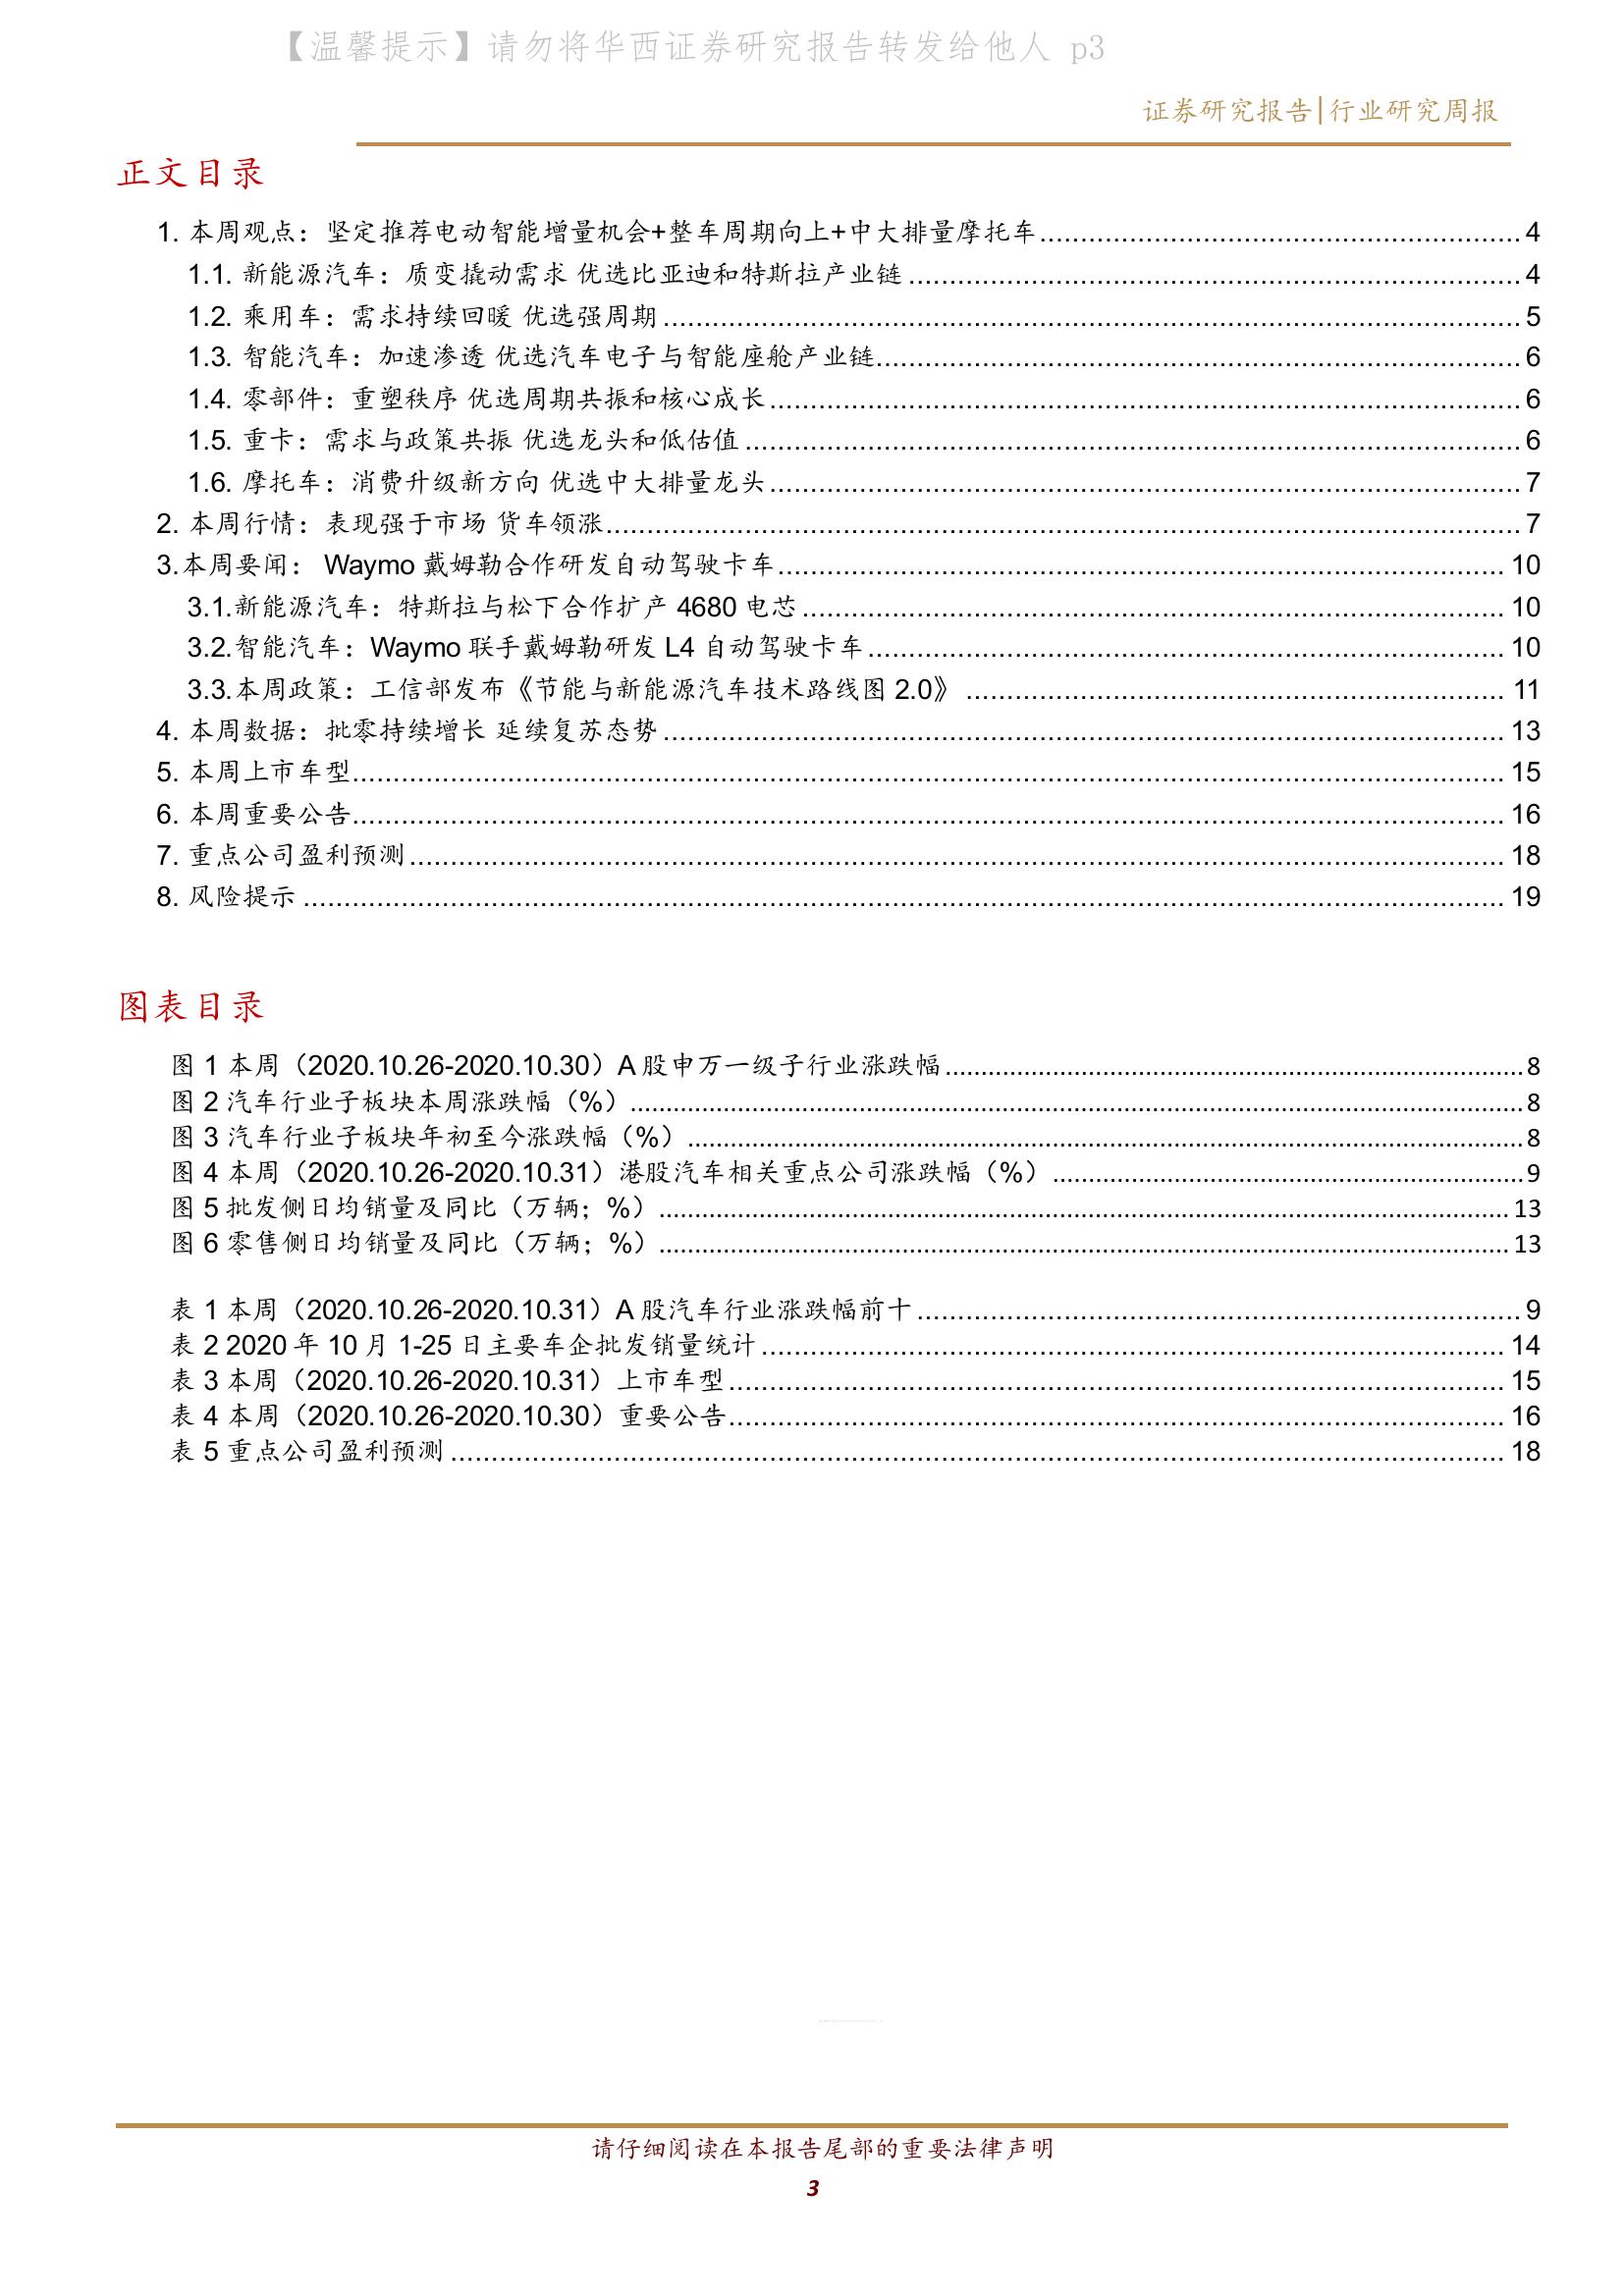 【温馨提示】请勿将华西证券研究报告转发给他人 p3
证券研究报告|行业研究周报
正文目录
1. 本周观点：坚定推荐电动智能增量机会+整车周期向上+中大排量摩托车 4
1.1. 新能源汽车：质变撬动需求 优选比亚迪和特斯拉产业链 4
1.2. 乘用车：需求持续回暖 优选强周期 5
1.3. 智能汽车：加速渗透 优选汽车电子与智能座舱产业链 6
1.4. 零部件：重塑秩序 优选周期共振和核心成长 6
1.5. 重卡：需求与政策共振 优选龙头和低估值 6
1.6. 摩托车：消费升级新方向 优选中大排量龙头 7
2. 本周行情：表现强于市场 货车领涨 7
3.本周要闻： Waymo 戴姆勒合作研发自动驾驶卡车 10
3.1.新能源汽车：特斯拉与松下合作扩产 4680 电芯 10
3.2.智能汽车：Waymo 联手戴姆勒研发 L4 自动驾驶卡车 10
3.3.本周政策：工信部发布《节能与新能源汽车技术路线图 2.0》 11
4. 本周数据：批零持续增长 延续复苏态势 13
5. 本周上市车型 15
6. 本周重要公告 16
7. 重点公司盈利预测 18
8. 风险提示 19
图表目录
图 1 本周（2020.10.26-2020.10.30）A 股申万一级子行业涨跌幅 8
图 2 汽车行业子板块本周涨跌幅（%） 8
图 3 汽车行业子板块年初至今涨跌幅（%） 8
图 4 本周（2020.10.26-2020.10.31）港股汽车相关重点公司涨跌幅（%） 9
图 5 批发侧日均销量及同比（万辆；%） 13
图 6 零售侧日均销量及同比（万辆；%） 13
表 1 本周（2020.10.26-2020.10.31）A 股汽车行业涨跌幅前十 9
表 2 2020 年 10 月 1-25 日主要车企批发销量统计 14
表 3 本周（2020.10.26-2020.10.31）上市车型 15
表 4 本周（2020.10.26-2020.10.30）重要公告 16
表 5 重点公司盈利预测 18
请仔细阅读在本报告尾部的重要法律声明
3